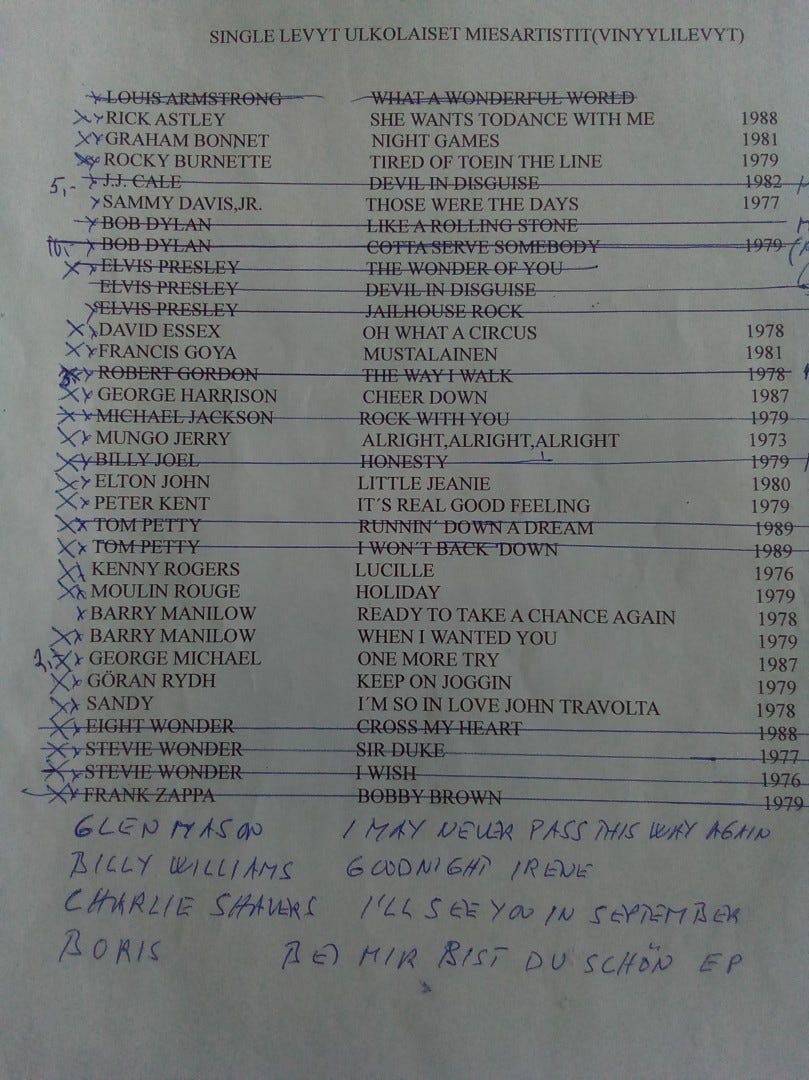 SINGLE LEVYT ULKOLAISET MIESARTISTIT(VINYYLILEVYT)
LOUIS ARMSTRONG WHAT A WONDERFUL WORLD
RICK ASTLEY SHE WANTS TODANCE WITH ME 1988
GRAHAM BONNET NIGHT GAMES 1981
ROCKY BURNETTE TIRED OF TOEIN THE LINE 1979
5,- J.J. CALE DEVIL IN DISGUISE 1982
SAMMY DAVIS,JR. THOSE WERE THE DAYS 1977
BOB DYLAN LIKE A ROLLING STONE
10,- BOB DYLAN COTTA SERVE SOMEBODY 1979
ELVIS PRESLEY THE WONDER OF YOU
ELVIS PRESLEY DEVIL IN DISGUISE
ELVIS PRESLEY JAILHOUSE ROCK
DAVID ESSEX OH WHAT A CIRCUS 1978
FRANCIS GOYA MUSTALAINEN 1981
ROBERT GORDON THE WAY I WALK 1978
GEORGE HARRISON CHEER DOWN 1987
MICHAEL JACKSON ROCK WITH YOU 1979
MUNGO JERRY ALRIGHT,ALRIGHT,ALRIGHT 1973
BILLY JOEL HONESTY 1979
ELTON JOHN LITTLE JEANIE 1980
PETER KENT IT´S REAL GOOD FEELING 1979
TOM PETTY RUNNIN´ DOWN A DREAM 1989
TOM PETTY I WON´T BACK DOWN 1989
KENNY ROGERS LUCILLE 1976
MOULIN ROUGE HOLIDAY 1979
BARRY MANILOW READY TO TAKE A CHANCE AGAIN 1978
BARRY MANILOW WHEN I WANTED YOU 1979
GEORGE MICHAEL ONE MORE TRY 1987
GÖRAN RYDH KEEP ON JOGGIN 1979
SANDY I´M SO IN LOVE JOHN TRAVOLTA 1978
EIGHT WONDER CROSS MY HEART 1988
STEVIE WONDER SIR DUKE 1977
STEVIE WONDER I WISH 1976
FRANK ZAPPA BOBBY BROWN 1979
GLEN MASON I MAY NEVER PASS THIS WAY AGAIN
BILLY WILLIAMS GOODNIGHT IRENE
CHARLIE SHAVERS I'LL SEE YOU IN SEPTEMBER
BORIS BEI MIR BIST DU SCHÖN EP